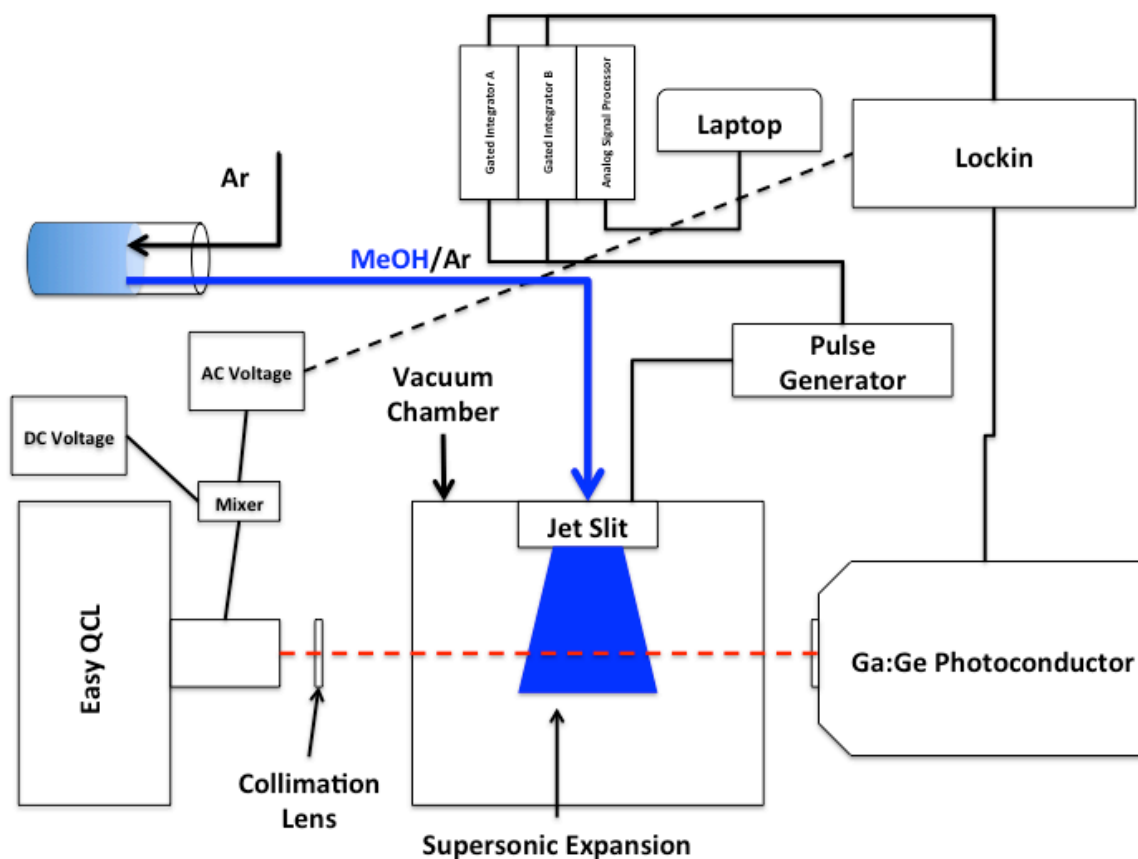 Gated Integrator A
Gated Integrator B
Analog Signal Processor
Laptop
Lockin
Ar
MeOH/Ar
AC Voltage
Vacuum
Chamber
Pulse
Generator
DC Voltage
Mixer
Jet Slit
Easy QCL
Ga:Ge Photoconductor
Collimation
Lens
Supersonic Expansion